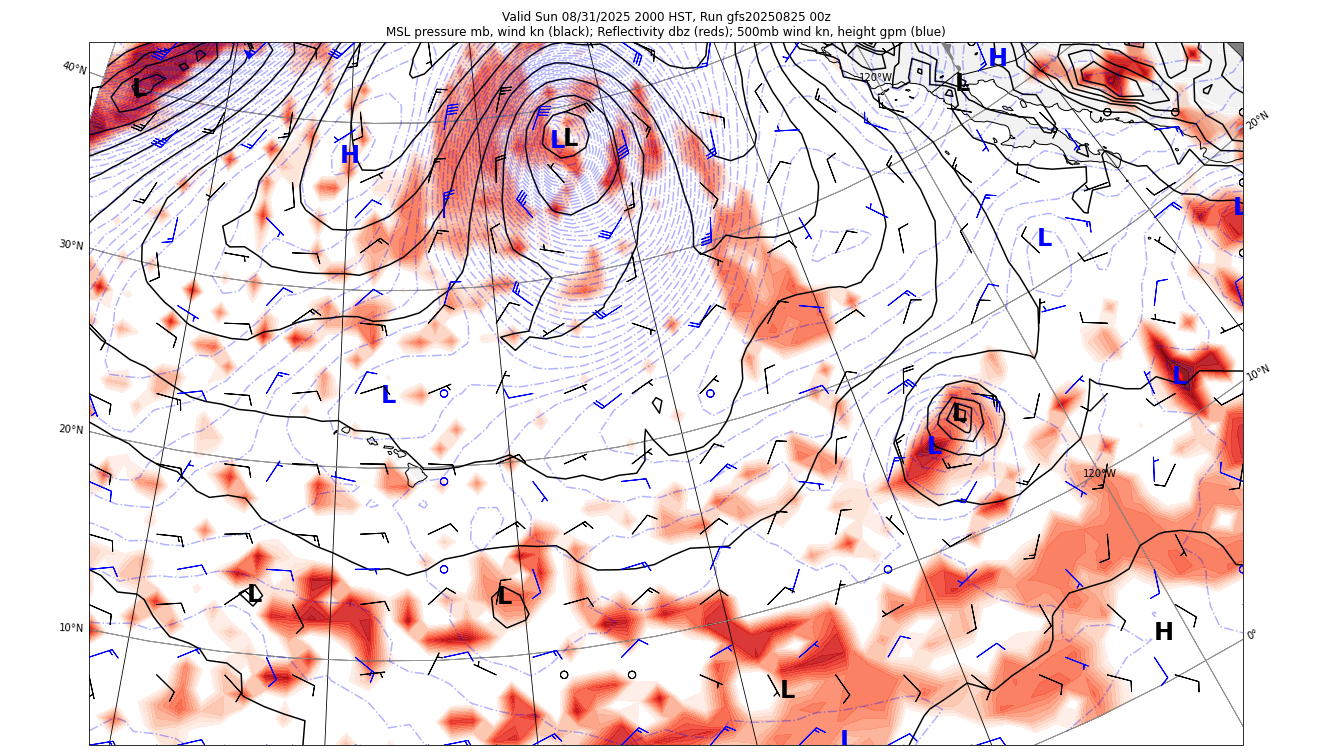 Valid Sun 08/31/2025 2000 HST, Run gfs20250825 00z
MSL pressure mb, wind kn (black); Reflectivity dbz (reds); 500mb wind kn, height gpm (blue)
H
40°N
120°W
L
L
20°N
L L
H
L
30°N
L
10°N
L
L
L
20°N
L
120°W
L
L
10°N
H
0°
L
L